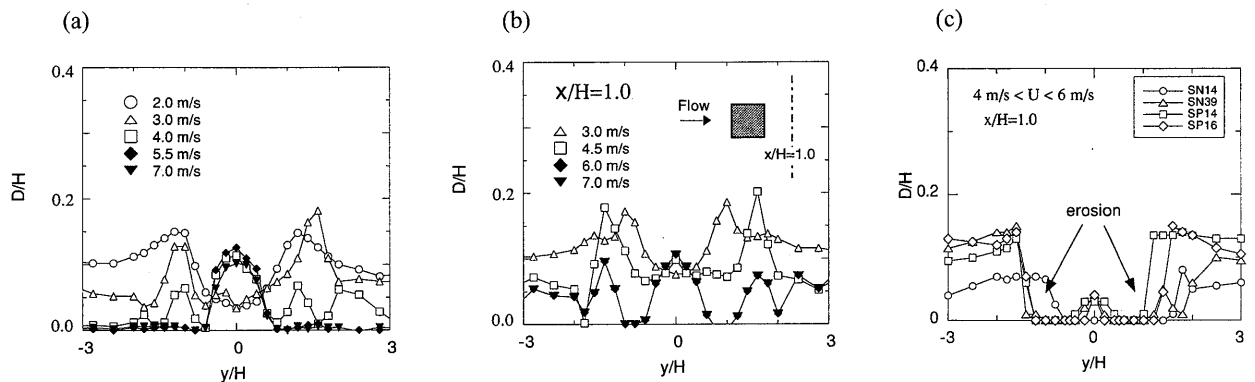 (a)
0.4
0.2
0.0
D/H
2.0 m/s
3.0 m/s
4.0 m/s
5.5 m/s
7.0 m/s
-3
0
3
y/H
(b)
0.4
0.2
0.0
D/H
x/H=1.0
3.0 m/s
4.5 m/s
6.0 m/s
7.0 m/s
Flow
x/H=1.0
-3
0
3
y/H
(c)
0.4
0.2
0
D/H
4 m/s < U < 6 m/s
x/H=1.0
SN14
SN39
SP14
SP16
erosion
-3
0
3
y/H